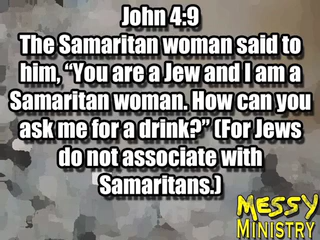 John 4:9
The Samaritan woman said to
him, “You are a Jew and I am a
Samaritan woman. How can you
ask me for a drink?” (For Jews
do not associate with
Samaritans.)
MESSY
MINISTRY